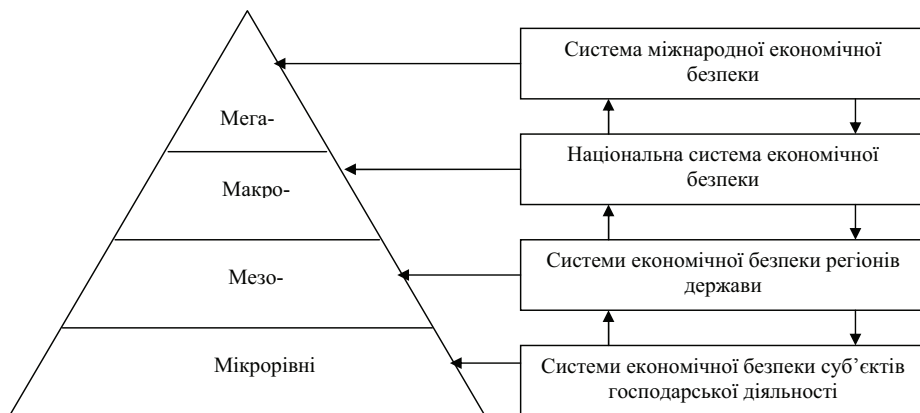 Система міжнародної економічної
безпеки
Мега-
Національна система економічної
безпеки
Макро-
Системи економічної безпеки регіонів
держави
Мезо-
Мікрорівні
Системи економічної безпеки суб’єктів
господарської діяльності